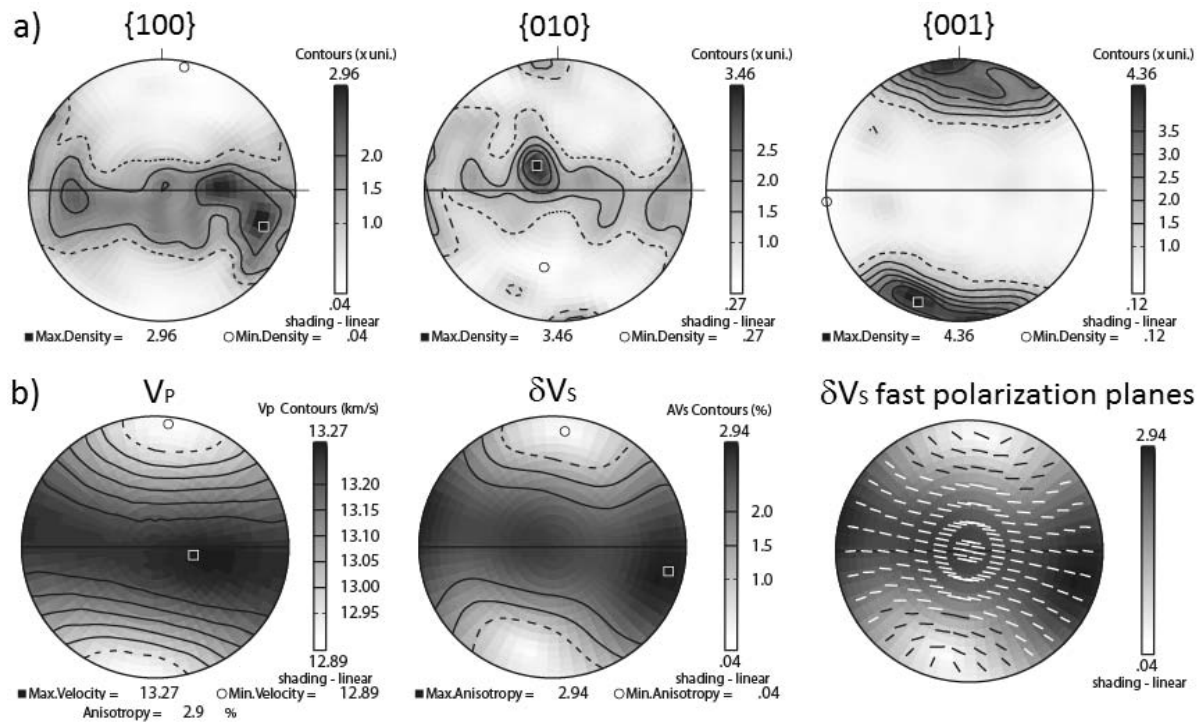 a)
{100}
{010}
{001}
Contours (x uni.)
2.96
2.0
1.5
1.0
.04
shading - linear
Max.Density = 2.96 Min.Density = .04
Contours (x uni.)
3.46
2.5
2.0
1.5
1.0
.27
shading - linear
Max.Density = 3.46 Min.Density = .27
Contours (x uni.)
4.36
3.5
3.0
2.5
2.0
1.5
1.0
.12
shading - linear
Max.Density = 4.36 Min.Density = .12
b)
VP
δVS
δVS fast polarization planes
Vp Contours (km/s)
13.27
13.20
13.15
13.10
13.05
13.00
12.95
12.89
shading - linear
Max.Velocity = 13.27 Min.Velocity = 12.89
Anisotropy = 2.9 %
AVs Contours (%)
2.94
2.0
1.5
1.0
.04
shading - linear
Max.Anisotropy = 2.94 Min.Anisotropy = .04
2.94
.04
shading - linear